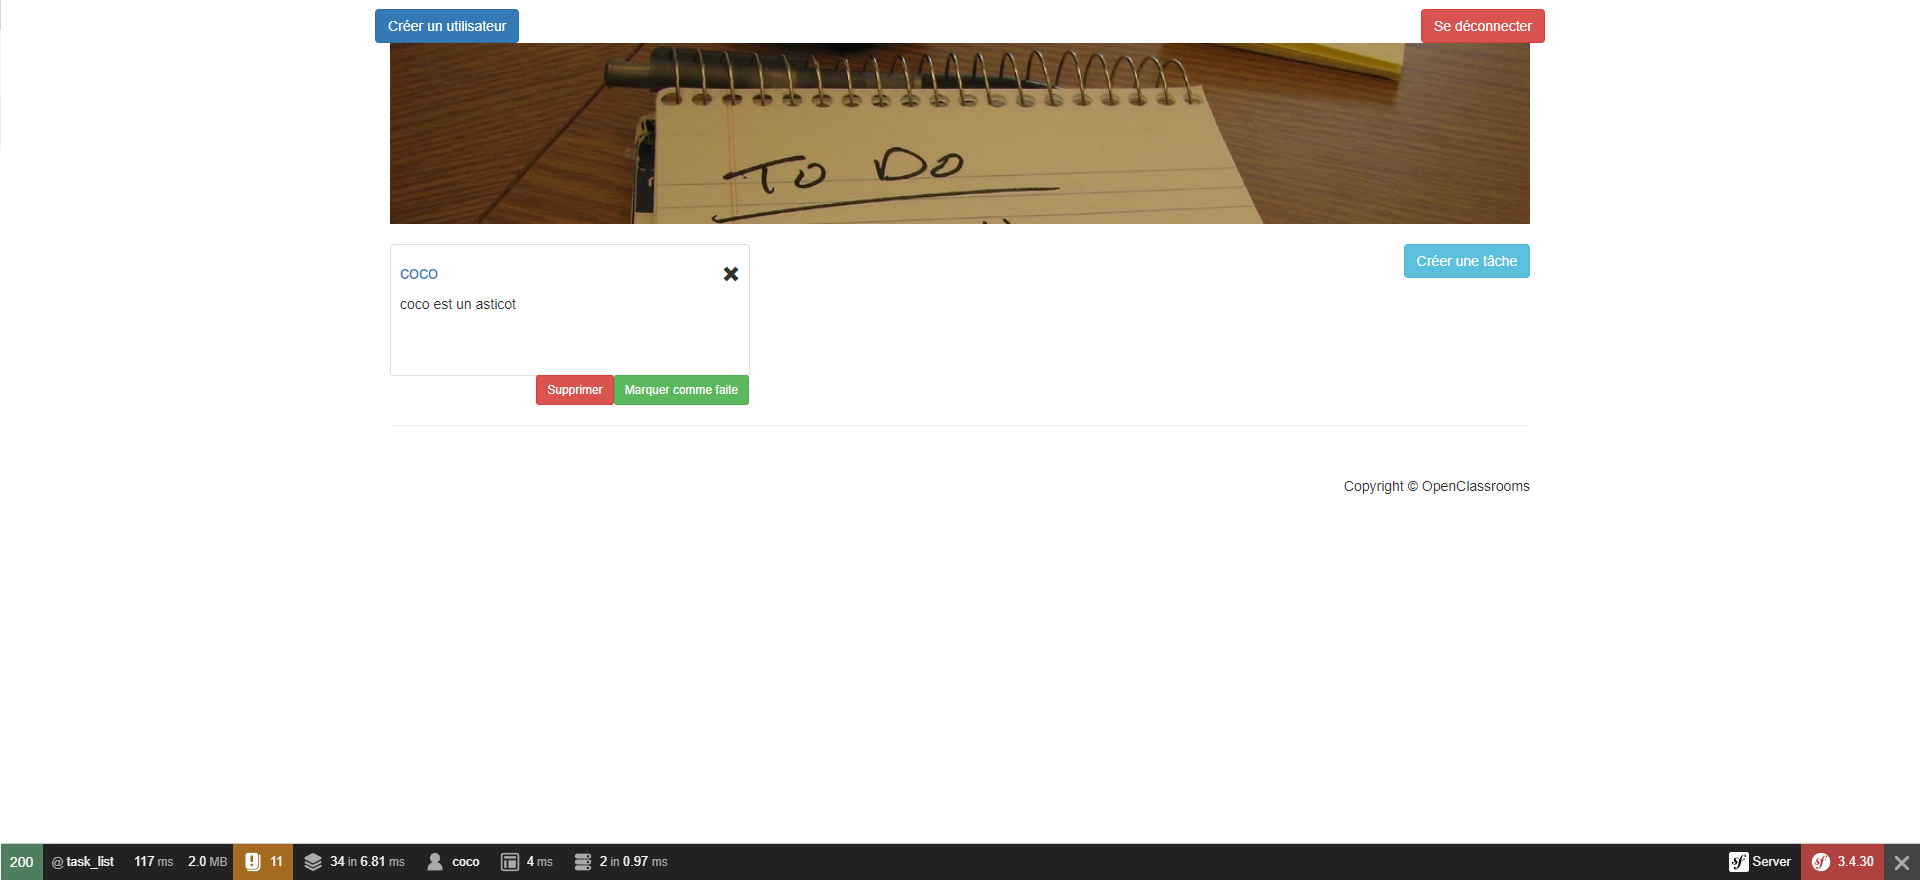 Créer un utilisateur
Se déconnecter
To Do
coco
Créer une tâche
coco est un asticot
Supprimer
Marquer comme faite
Copyright © OpenClassrooms
200 @ task_list 117 ms 2.0 MB 11 34 in 6.81 ms coco 4 ms 2 in 0.97 ms sf Server sf 3.4.30